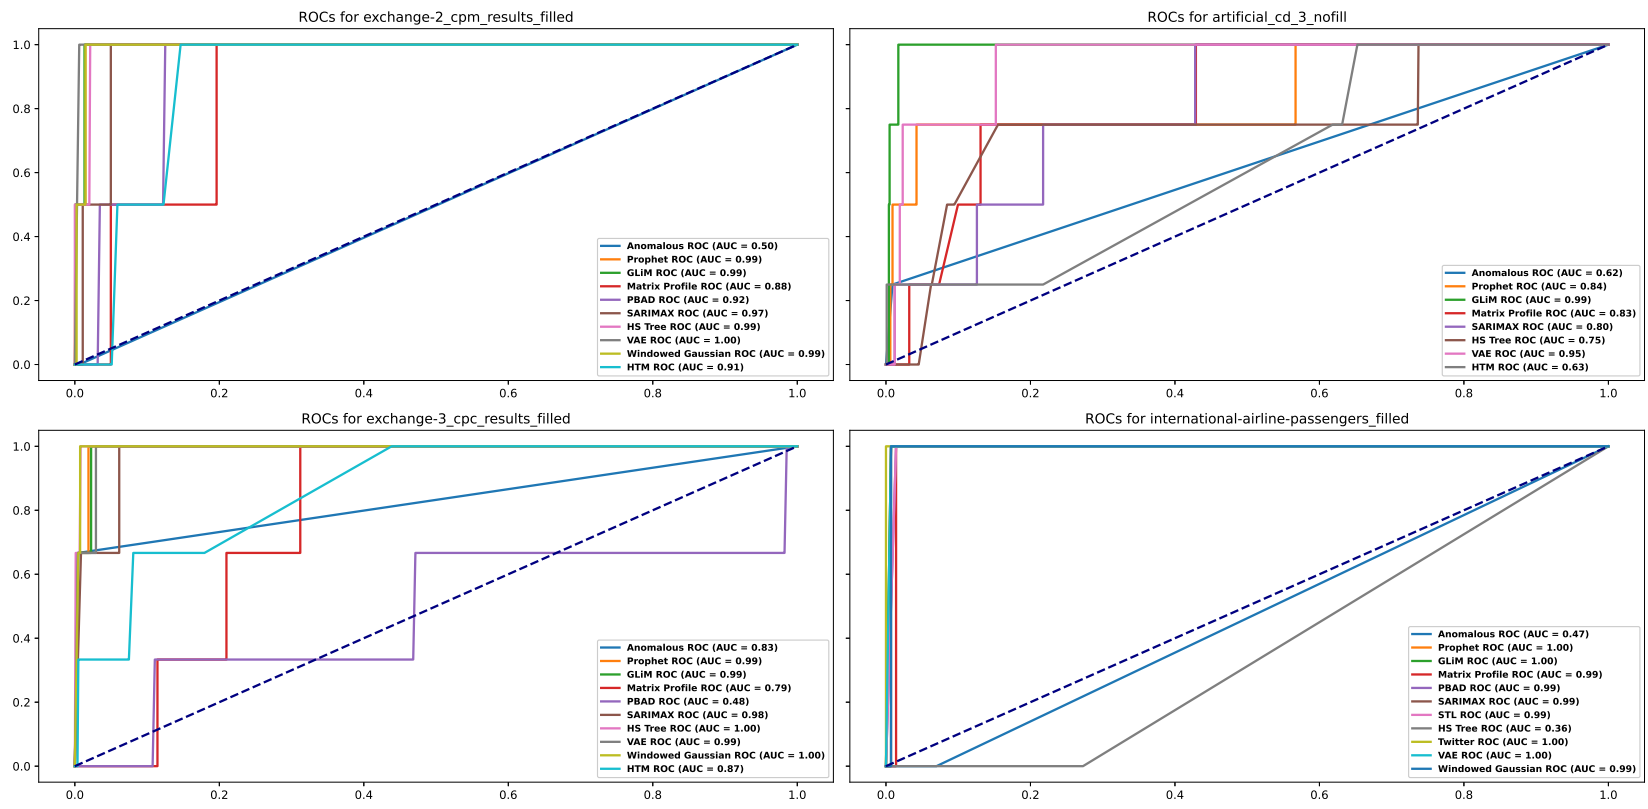 ROCs for exchange-2_cpm_results_filled
1.0
0.8
0.6
0.4
0.2
0.0
0.0 0.2 0.4 0.6 0.8 1.0
Anomalous ROC (AUC = 0.50)
Prophet ROC (AUC = 0.99)
GLiM ROC (AUC = 0.99)
Matrix Profile ROC (AUC = 0.88)
PBAD ROC (AUC = 0.92)
SARIMAX ROC (AUC = 0.97)
HS Tree ROC (AUC = 0.99)
VAE ROC (AUC = 1.00)
Windowed Gaussian ROC (AUC = 0.99)
HTM ROC (AUC = 0.91)
ROCs for artificial_cd_3_nofill
0.0 0.2 0.4 0.6 0.8 1.0
Anomalous ROC (AUC = 0.62)
Prophet ROC (AUC = 0.84)
GLiM ROC (AUC = 0.99)
Matrix Profile ROC (AUC = 0.83)
SARIMAX ROC (AUC = 0.80)
HS Tree ROC (AUC = 0.75)
VAE ROC (AUC = 0.95)
HTM ROC (AUC = 0.63)
ROCs for exchange-3_cpc_results_filled
1.0
0.8
0.6
0.4
0.2
0.0
0.0 0.2 0.4 0.6 0.8 1.0
Anomalous ROC (AUC = 0.83)
Prophet ROC (AUC = 0.99)
GLiM ROC (AUC = 0.99)
Matrix Profile ROC (AUC = 0.79)
PBAD ROC (AUC = 0.48)
SARIMAX ROC (AUC = 0.98)
HS Tree ROC (AUC = 1.00)
VAE ROC (AUC = 0.99)
Windowed Gaussian ROC (AUC = 1.00)
HTM ROC (AUC = 0.87)
ROCs for international-airline-passengers_filled
0.0 0.2 0.4 0.6 0.8 1.0
Anomalous ROC (AUC = 0.47)
Prophet ROC (AUC = 1.00)
GLiM ROC (AUC = 1.00)
Matrix Profile ROC (AUC = 0.99)
PBAD ROC (AUC = 0.99)
SARIMAX ROC (AUC = 0.99)
STL ROC (AUC = 0.99)
HS Tree ROC (AUC = 0.36)
Twitter ROC (AUC = 1.00)
VAE ROC (AUC = 1.00)
Windowed Gaussian ROC (AUC = 0.99)